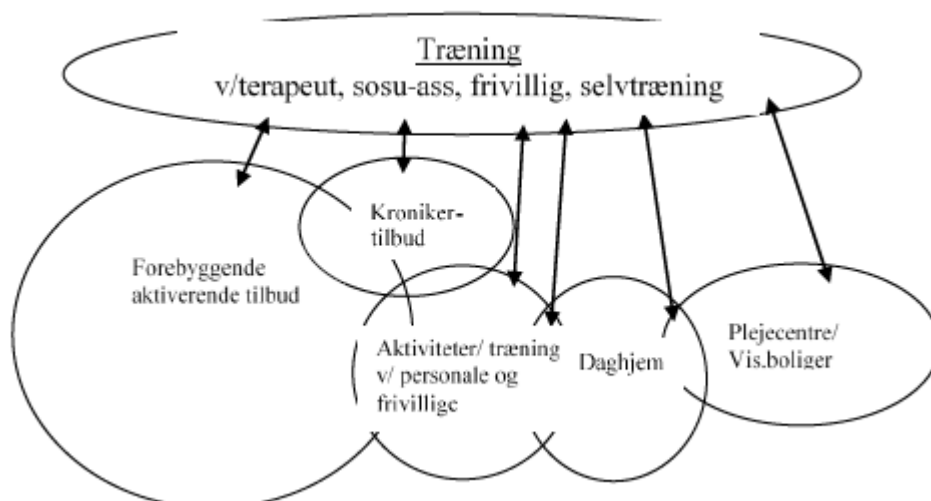 Træning
v/terapeut, sosu-ass, frivillig, selvtræning
Kroniker-
tilbud
Forebyggende
aktiverende tilbud
Aktiviteter/ træning
v/ personale og
frivillige
Daghjem
Plejecentre/
Vis.boliger